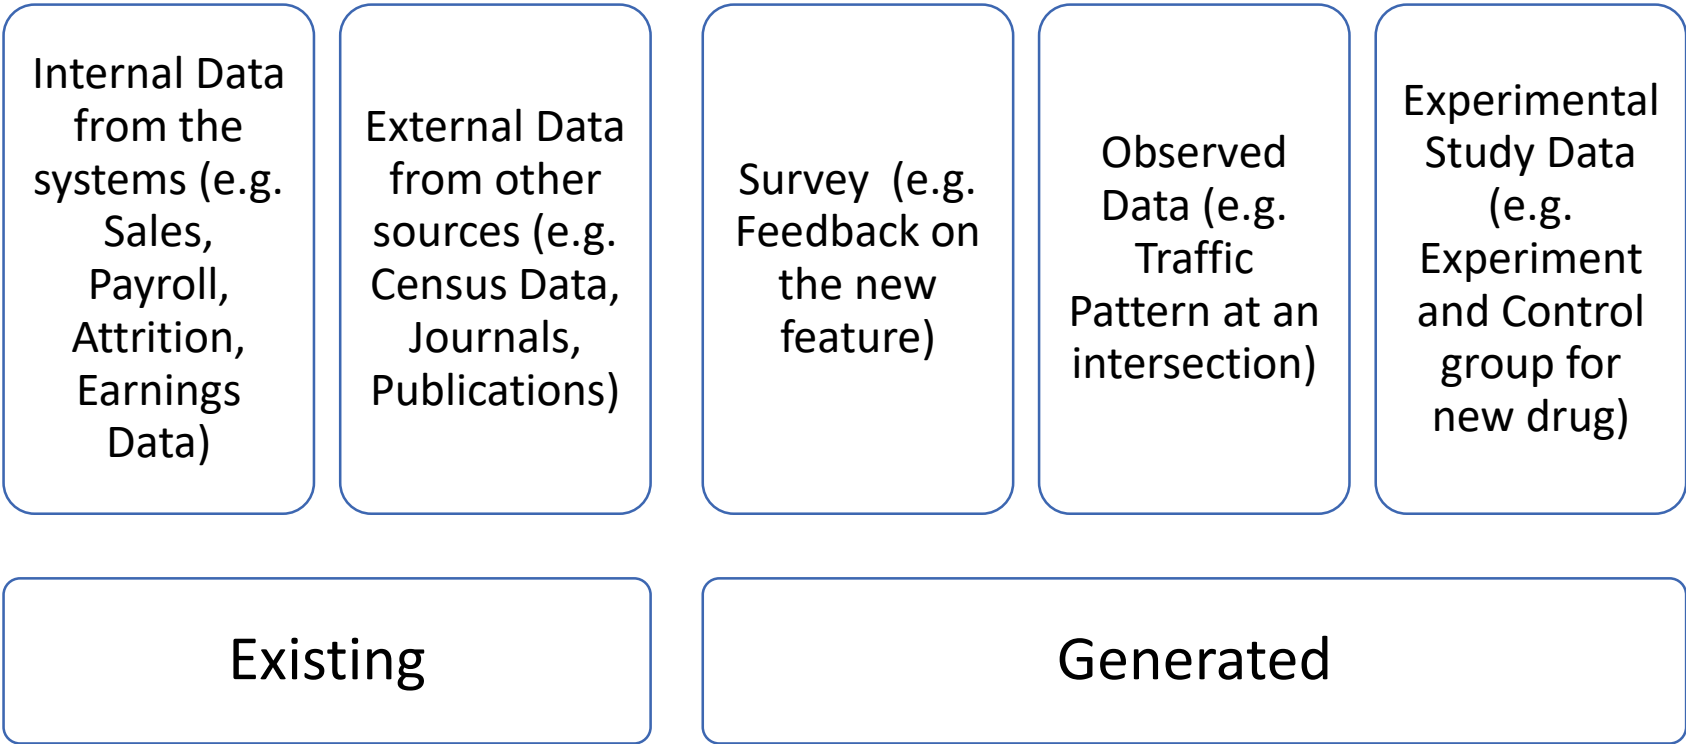 Internal Data
from the
systems (e.g.
Sales,
Payroll,
Attrition,
Earnings
Data)
External Data
from other
sources (e.g.
Census Data,
Journals,
Publications)
Survey  (e.g.
Feedback on
the new
feature)
Observed
Data (e.g.
Traffic
Pattern at an
intersection)
Experimental
Study Data
(e.g.
Experiment
and Control
group for
new drug)
Existing
Generated